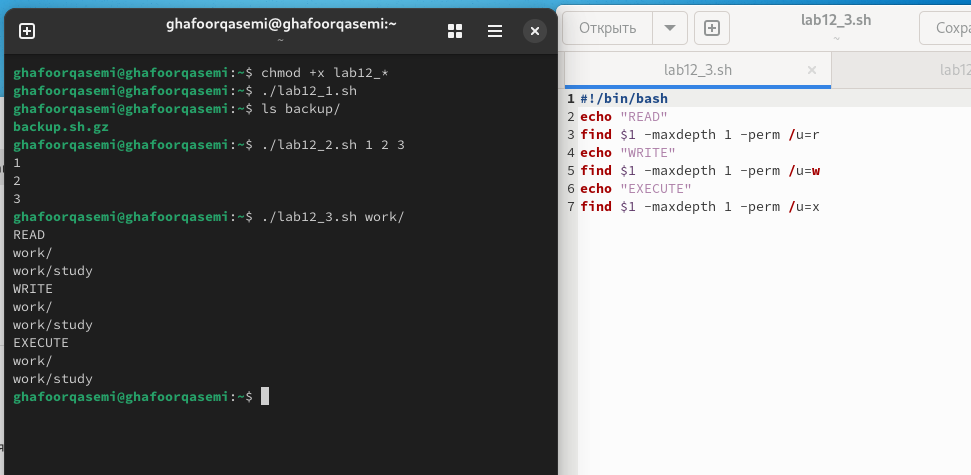 ghafoorqasemi@ghafoorqasemi:~
~
ghafoorqasemi@ghafoorqasemi:~$ chmod +x lab12_*
ghafoorqasemi@ghafoorqasemi:~$ ./lab12_1.sh
ghafoorqasemi@ghafoorqasemi:~$ ls backup/
backup.sh.gz
ghafoorqasemi@ghafoorqasemi:~$ ./lab12_2.sh 1 2 3
1
2
3
ghafoorqasemi@ghafoorqasemi:~$ ./lab12_3.sh work/
READ
work/
work/study
WRITE
work/
work/study
EXECUTE
work/
work/study
ghafoorqasemi@ghafoorqasemi:~$
Открыть
lab12_3.sh
~
Сохра
lab12_3.sh
lab12
1 #!/bin/bash
2 echo "READ"
3 find $1 -maxdepth 1 -perm /u=r
4 echo "WRITE"
5 find $1 -maxdepth 1 -perm /u=w
6 echo "EXECUTE"
7 find $1 -maxdepth 1 -perm /u=x